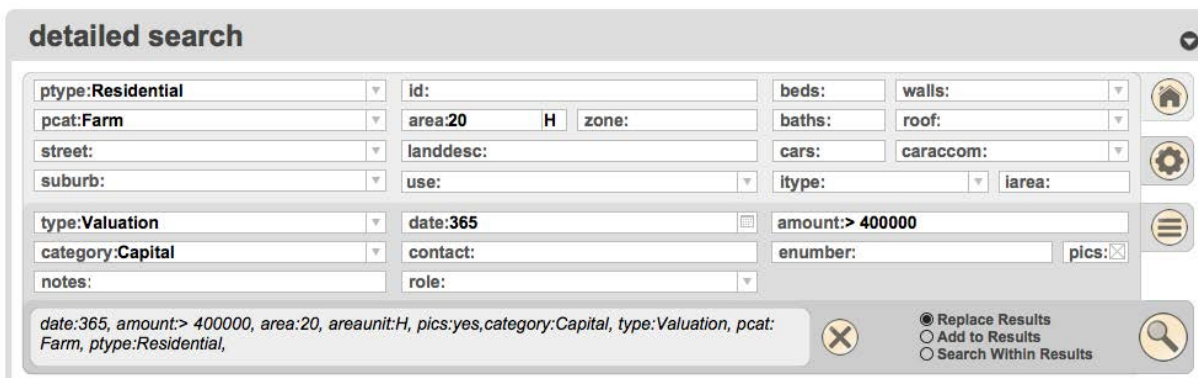 detailed search
ptype:Residential id: beds: walls:
pcat:Farm area:20 H zone: baths: roof:
street: landdesc: cars: caraccom:
suburb: use: itype: iarea:
type:Valuation date:365 amount:> 400000
category:Capital contact: enumber: pics:
notes: role:
date:365, amount:> 400000, area:20, areaunit:H, pics:yes,category:Capital, type:Valuation, pcat:
Farm, ptype:Residential,
Replace Results
Add to Results
Search Within Results